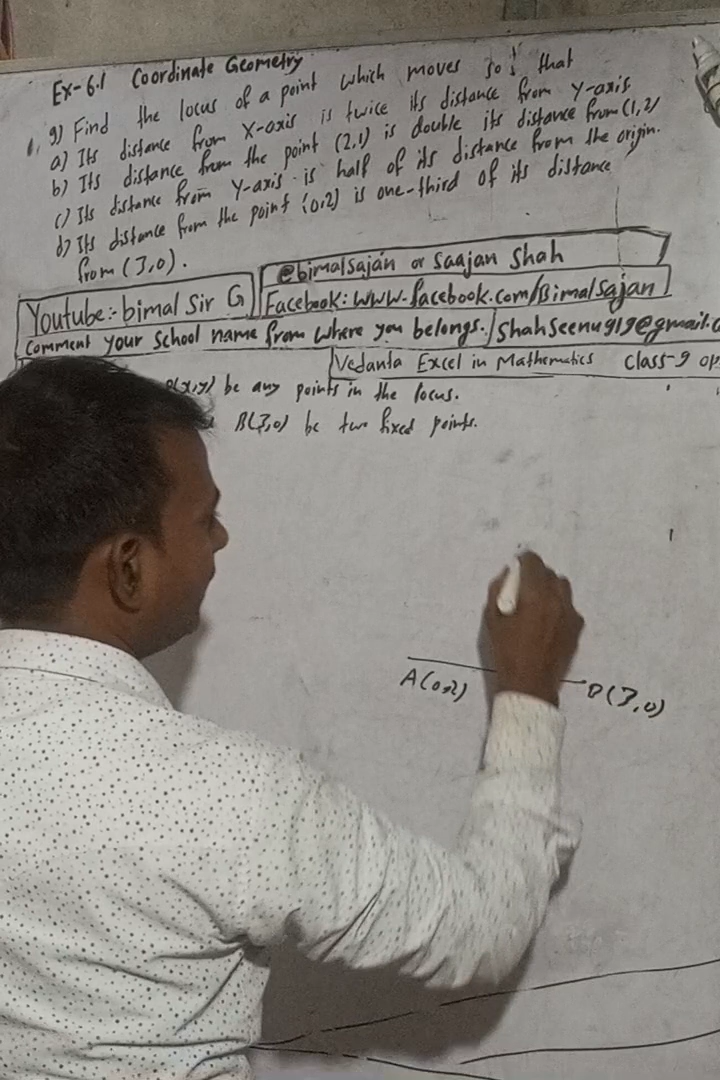 Ex-6.1 Coordinate Geometry
1. 9) Find the locus of a point which moves so that
a) Its distance from X-axis is twice its distance from Y-axis.
b) Its distance from the point (2,1) is double its distance from (1,2)
c) Its distance from Y-axis is half of its distance from the origin.
d) Its distance from the point (0,2) is one-third of its distance
from (3,0).
Youtube:- bimal Sir G
@bimalsajan or Saajan Shah
Facebook: www.facebook.com/Bimalsajan
Comment your School name from where you belongs.
Shahseenu919@gmail.c
Vedanta Excel in Mathematics Class-9 op
P(x,y) be any points in the locus.
B(3,0) be two fixed points.
A(0,2)
B(3,0)